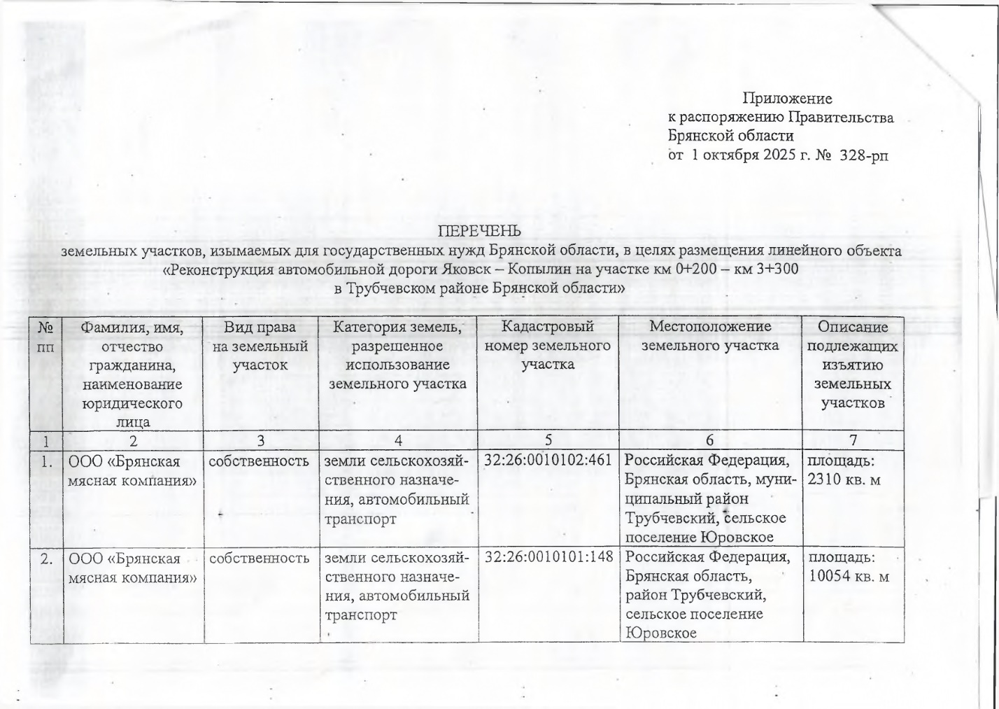 Приложение
к распоряжению Правительства
Брянской области
от 1 октября 2025 г. № 328-рп
ПЕРЕЧЕНЬ
земельных участков, изымаемых для государственных нужд Брянской области, в целях размещения линейного объекта
«Реконструкция автомобильной дороги Яковск – Копылин на участке км 0+200 – км 3+300
в Трубчевском районе Брянской области»
№
пп
Фамилия, имя,
отчество
гражданина,
наименование
юридического
лица
Вид права
на земельный
участок
Категория земель,
разрешенное
использование
земельного участка
Кадастровый
номер земельного
участка
Местоположение
земельного участка
Описание
подлежащих
изъятию
земельных
участков
1
2
3
4
5
6
7
1.
ООО «Брянская
мясная компания»
собственность
земли сельскохозяй-
ственного назначе-
ния, автомобильный
транспорт
32:26:0010102:461
Российская Федерация,
Брянская область, муни-
ципальный район
Трубчевский, сельское
поселение Юровское
площадь:
2310 кв. м
2.
ООО «Брянская
мясная компания»
собственность
земли сельскохозяй-
ственного назначе-
ния, автомобильный
транспорт
32:26:0010101:148
Российская Федерация,
Брянская область,
район Трубчевский,
сельское поселение
Юровское
площадь:
10054 кв. м